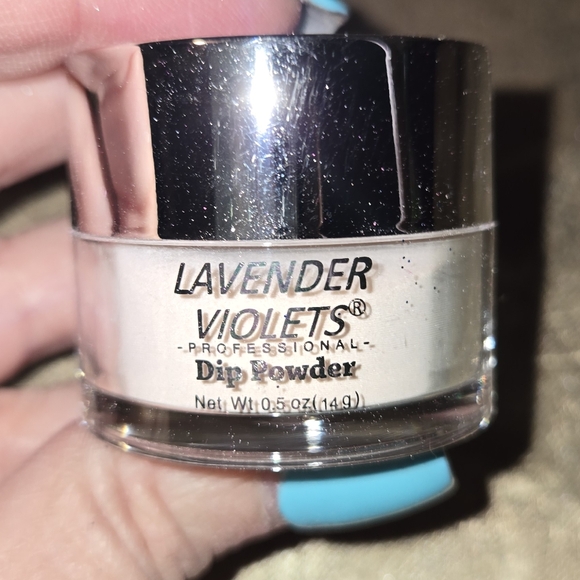 LAVENDER
VIOLETS®
-PROFESSIONAL-
Dip Powder
Net Wt 0.5 oz(14g)